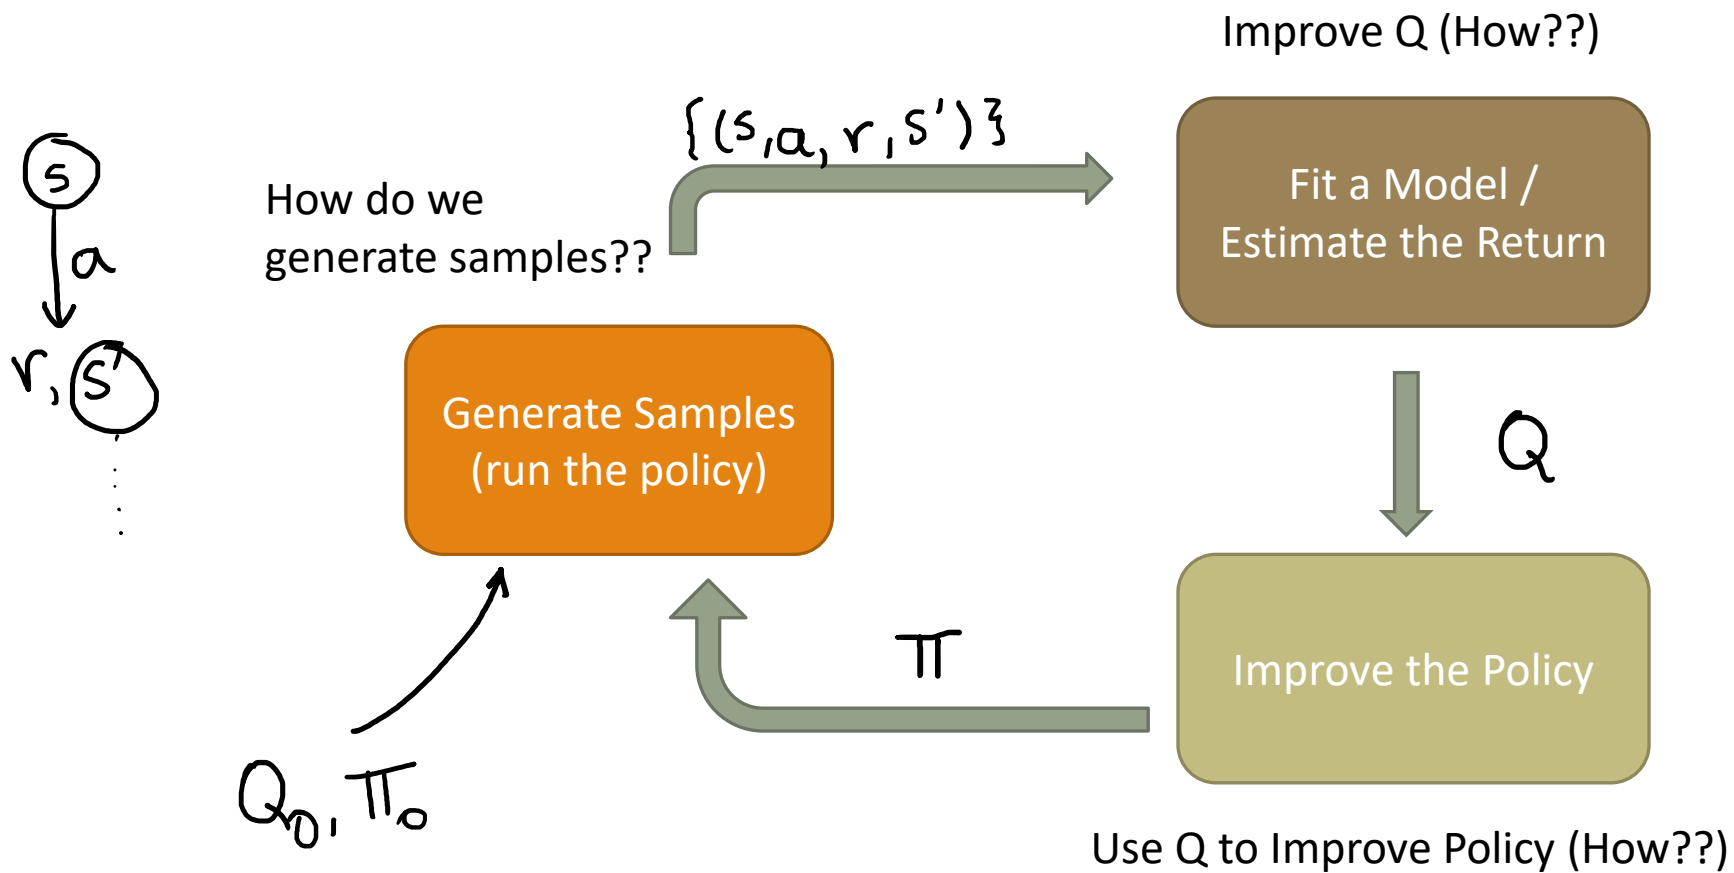 Improve Q (How??)
{(s,a,r,s')}
s
a
r, s'
How do we
generate samples??
Fit a Model /
Estimate the Return
Generate Samples
(run the policy)
Q
π
Improve the Policy
Q₀, π₀
Use Q to Improve Policy (How??)